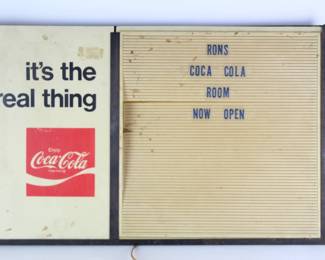 it's the
real thing
Enjoy
Coca-Cola
RONS
COCA COLA
ROOM
NOW OPEN